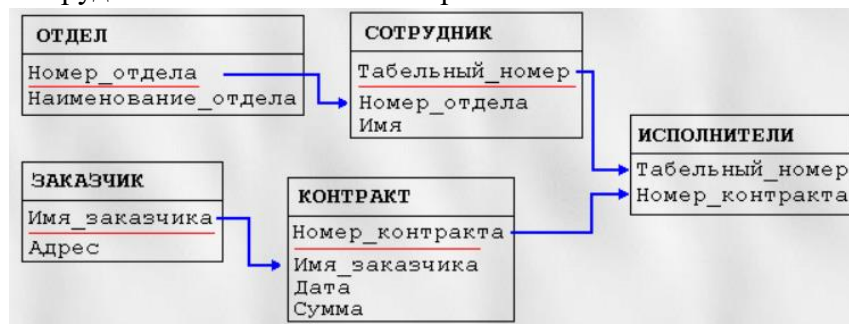 ОТДЕЛ
Номер_отдела
Наименование_отдела
СОТРУДНИК
Табельный_номер
Номер_отдела
Имя
ИСПОЛНИТЕЛИ
Табельный_номер
Номер_контракта
ЗАКАЗЧИК
Имя_заказчика
Адрес
КОНТРАКТ
Номер_контракта
Имя_заказчика
Дата
Сумма